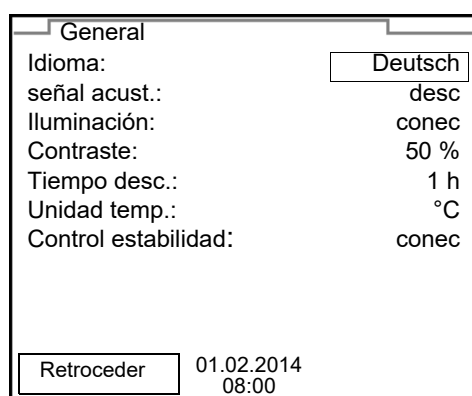 General
Idioma: Deutsch
señal acust.: desc
Iluminación: conec
Contraste: 50 %
Tiempo desc.: 1 h
Unidad temp.: °C
Control estabilidad: conec
Retroceder 01.02.2014
08:00